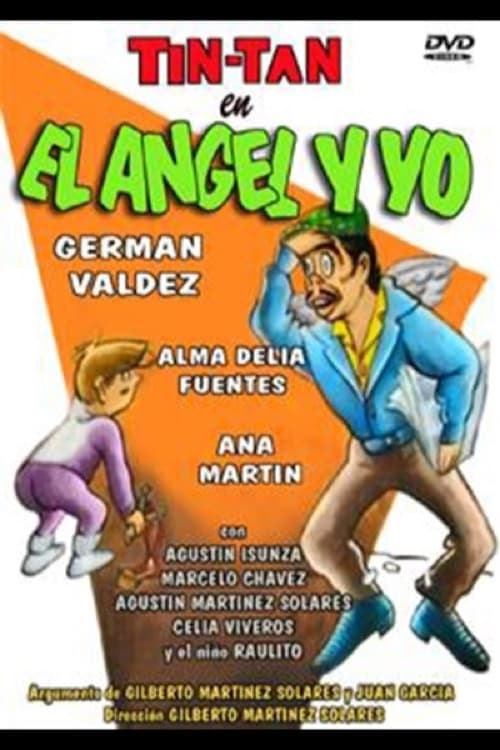 TIN-TAN
DVD
VIDEO
en
EL ANGEL Y YO
GERMAN
VALDEZ
ALMA DELIA
FUENTES
ANA
MARTIN
con
AGUSTIN ISUNZA
MARCELO CHAVEZ
AGUSTIN MARTINEZ SOLARES
CELIA VIVEROS
y el niño RAULITO
Argumento de GILBERTO MARTINEZ SOLARES y JUAN GARCIA
Dirección GILBERTO MARTINEZ SOLARES